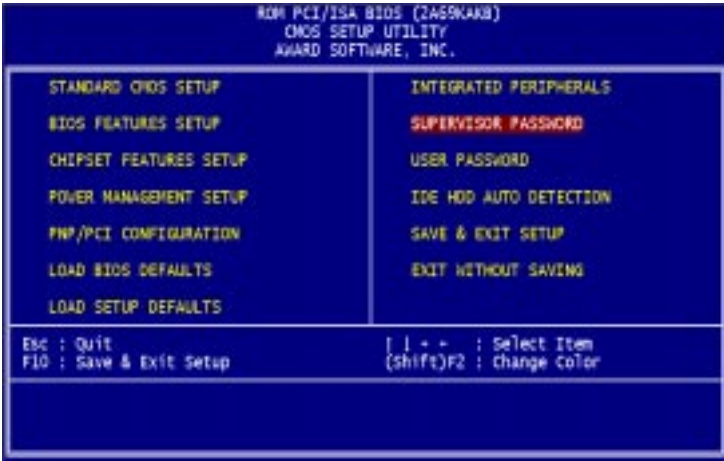 ROM PCI/ISA BIOS (2A69KAKB)
CMOS SETUP UTILITY
AWARD SOFTWARE, INC.
STANDARD CMOS SETUP
BIOS FEATURES SETUP
CHIPSET FEATURES SETUP
POWER MANAGEMENT SETUP
PNP/PCI CONFIGURATION
LOAD BIOS DEFAULTS
LOAD SETUP DEFAULTS
INTEGRATED PERIPHERALS
SUPERVISOR PASSWORD
USER PASSWORD
IDE HDD AUTO DETECTION
SAVE & EXIT SETUP
EXIT WITHOUT SAVING
Esc : Quit
F10 : Save & Exit Setup
: Select Item
(Shift)F2 : Change Color